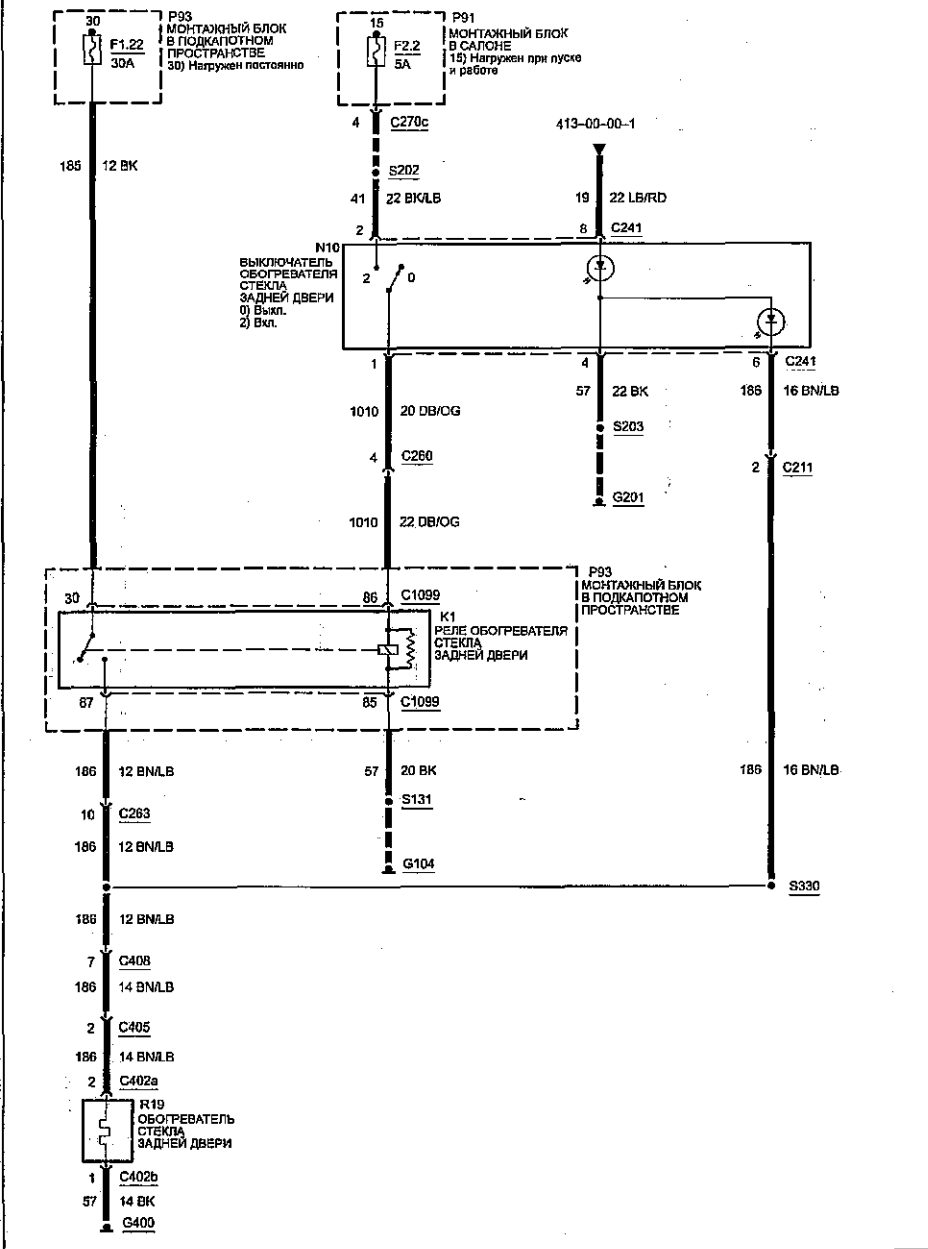 30
F1.22
30A
P93
МОНТАЖНЫЙ БЛОК
В ПОДКАПОТНОМ
ПРОСТРАНСТВЕ
30) Нагружен постоянно
15
F2.2
5A
P91
МОНТАЖНЫЙ БЛОК
В САЛОНЕ
15) Нагружен при пуске
и работе
4 C270c
413-00-00-1
185 12 BK
S202
41 22 BK/LB
19 22 LB/RD
2
8 C241
N10
ВЫКЛЮЧАТЕЛЬ
ОБОГРЕВАТЕЛЯ
СТЕКЛА
ЗАДНЕЙ ДВЕРИ
0) Выкл.
2) Вкл.
2 0
1
4
6 C241
57 22 BK
186 16 BN/LB
1010 20 DB/OG
S203
4 C260
2 C211
G201
1010 22 DB/OG
P93
МОНТАЖНЫЙ БЛОК
В ПОДКАПОТНОМ
ПРОСТРАНСТВЕ
30
86 C1099
K1
РЕЛЕ ОБОГРЕВАТЕЛЯ
СТЕКЛА
ЗАДНЕЙ ДВЕРИ
87
85 C1099
186 12 BN/LB
57 20 BK
186 16 BN/LB
S131
10 C263
186 12 BN/LB
G104
S330
186 12 BN/LB
7 C408
186 14 BN/LB
2 C405
186 14 BN/LB
2 C402a
R19
ОБОГРЕВАТЕЛЬ
СТЕКЛА
ЗАДНЕЙ ДВЕРИ
1 C402b
57 14 BK
G400